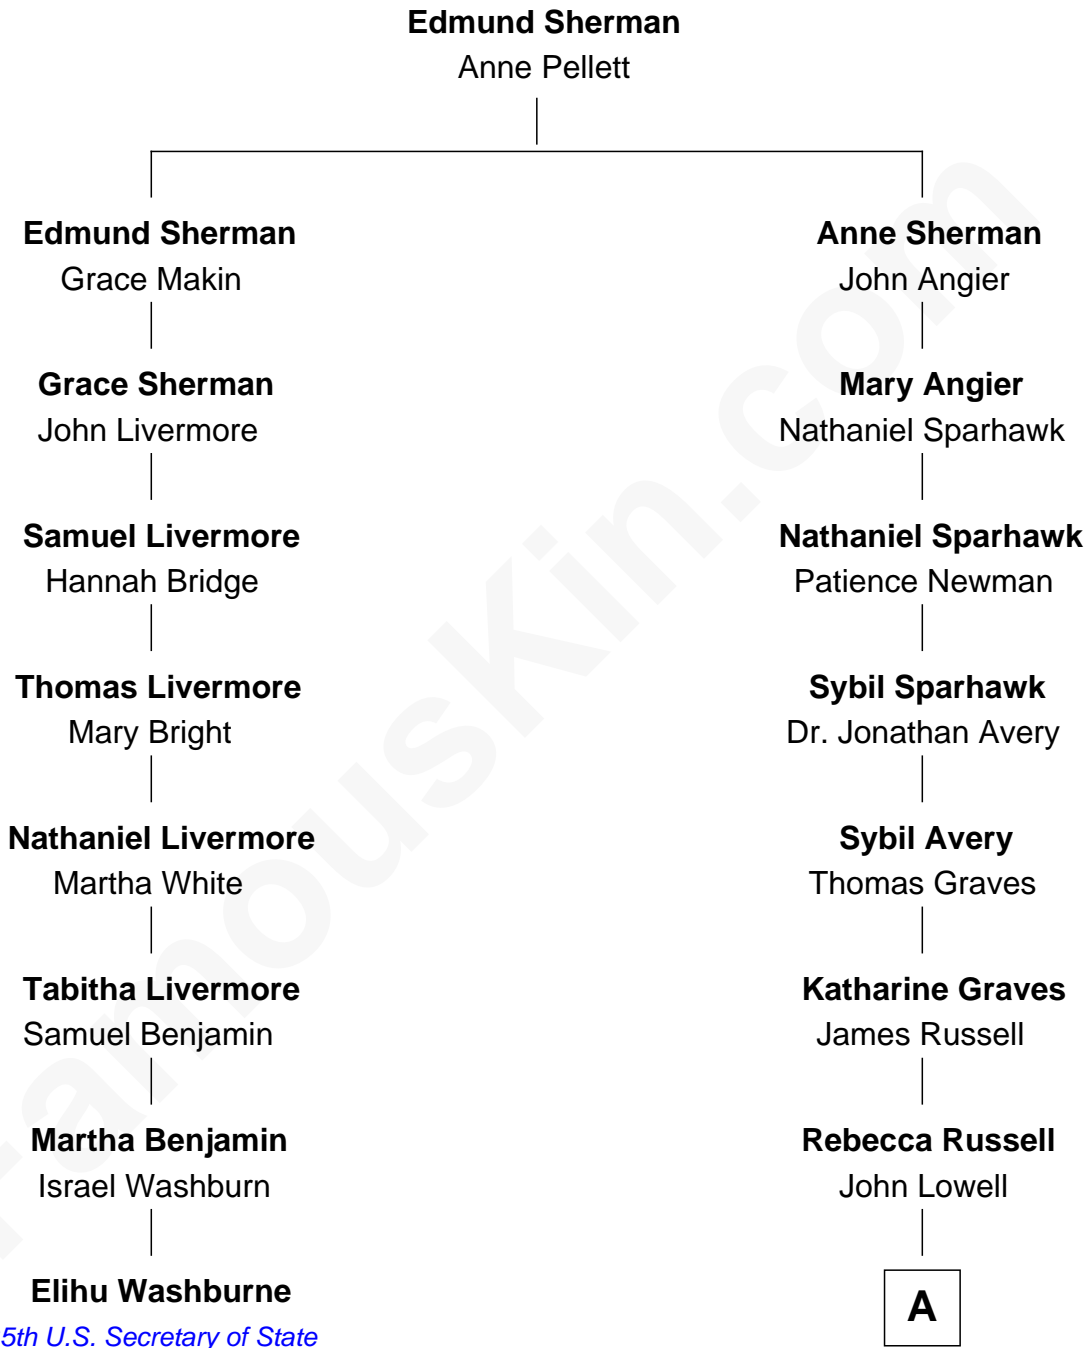 Edmund Sherman
Anne Pellett
Edmund Sherman
Grace Makin
Anne Sherman
John Angier
Grace Sherman
John Livermore
Mary Angier
Nathaniel Sparhawk
Samuel Livermore
Hannah Bridge
Nathaniel Sparhawk
Patience Newman
Thomas Livermore
Mary Bright
Sybil Sparhawk
Dr. Jonathan Avery
Nathaniel Livermore
Martha White
Sybil Avery
Thomas Graves
Tabitha Livermore
Samuel Benjamin
Katharine Graves
James Russell
Martha Benjamin
Israel Washburn
Rebecca Russell
John Lowell
Elihu Washburne
5th U.S. Secretary of State
A
FamousKin.com